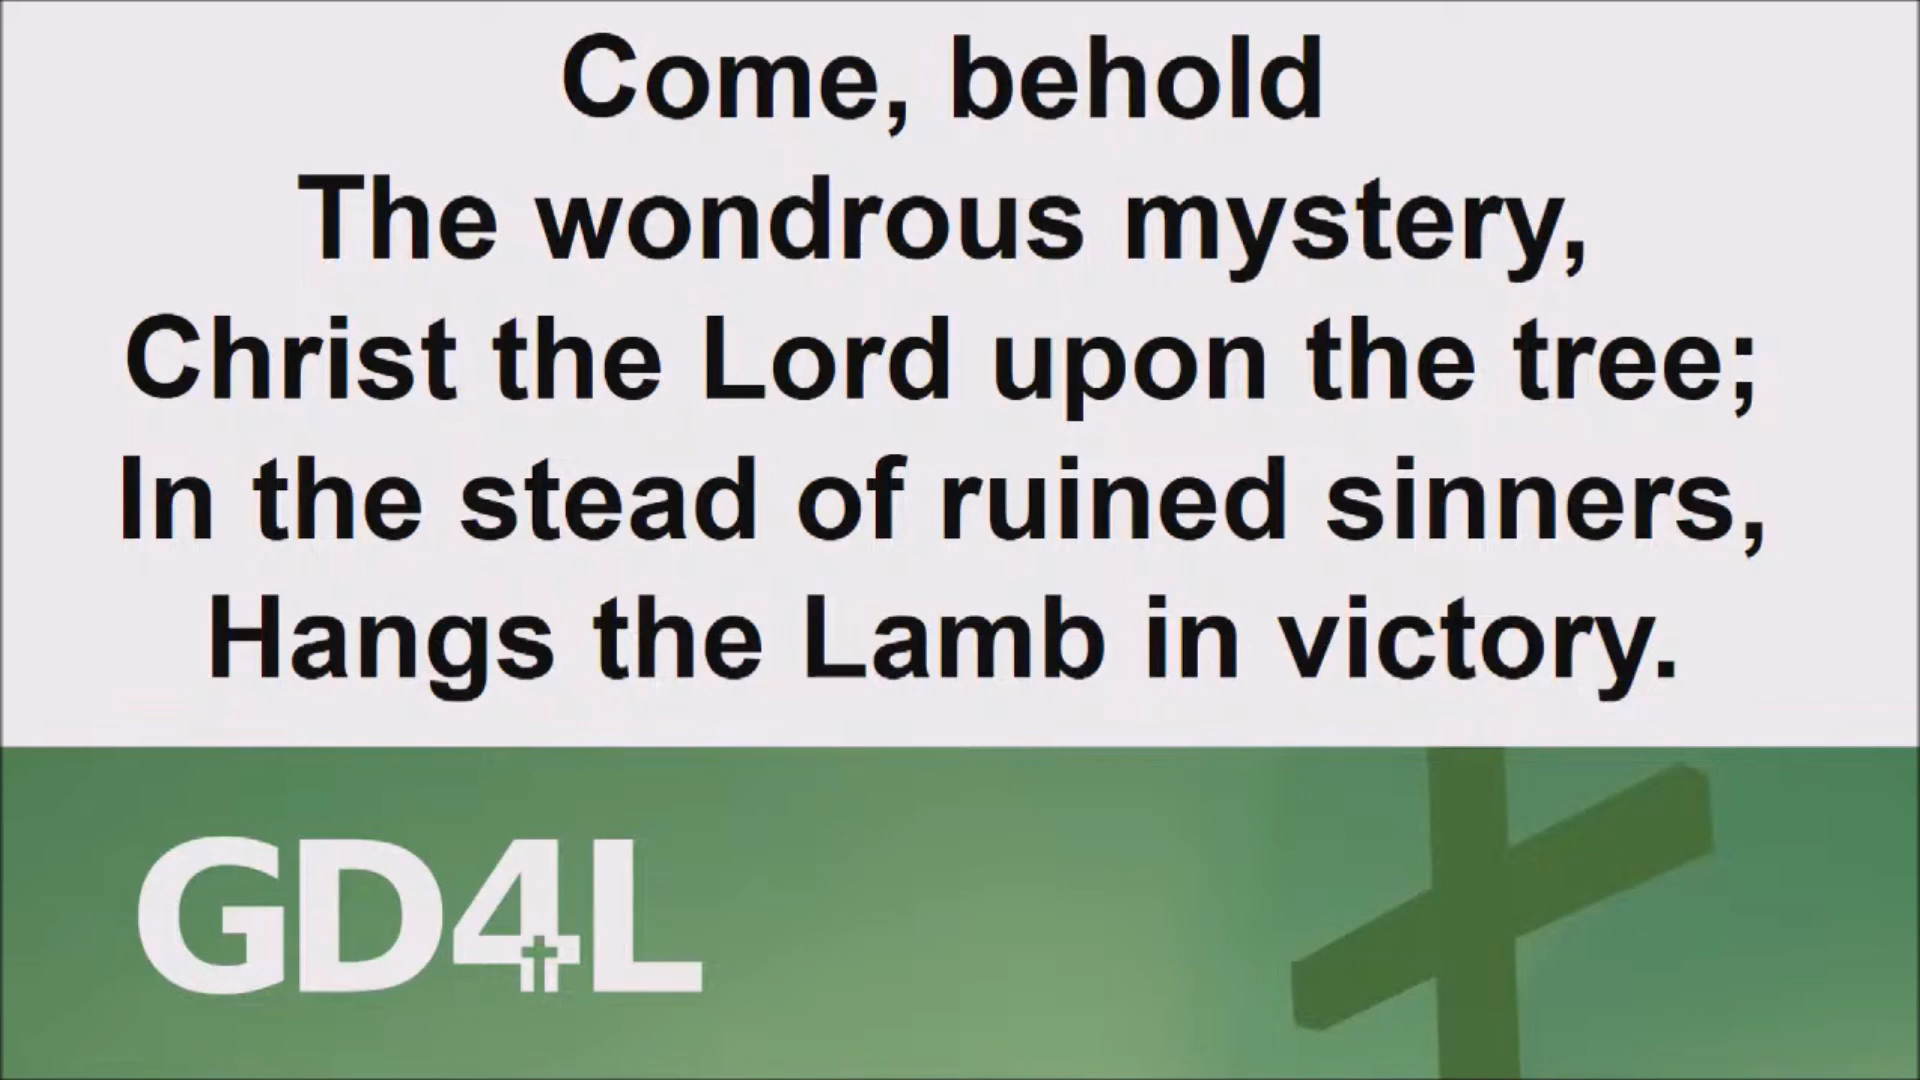 Come, behold
The wondrous mystery,
Christ the Lord upon the tree;
In the stead of ruined sinners,
Hangs the Lamb in victory.
GD4L